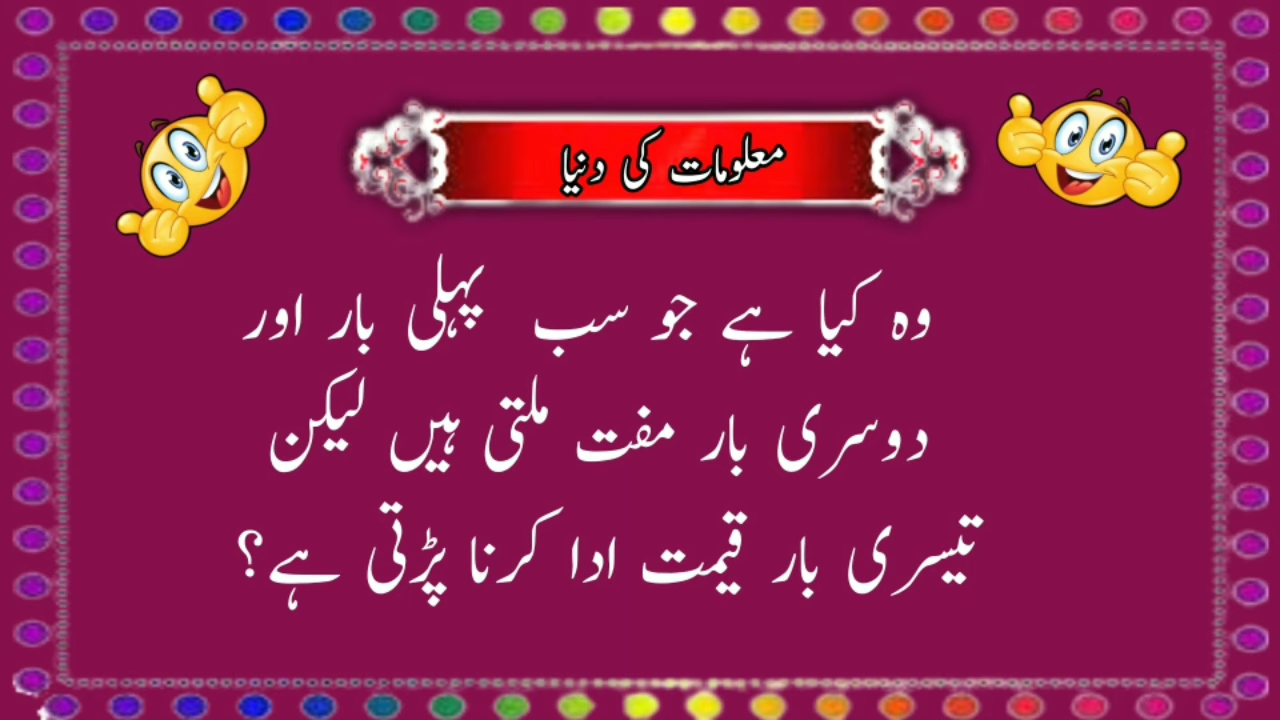 معلومات کی دنیا
وہ کیا ہے جو سب پہلی بار اور
دوسری بار مفت ملتی ہیں لیکن
تیسری بار قیمت ادا کرنا پڑتی ہے؟